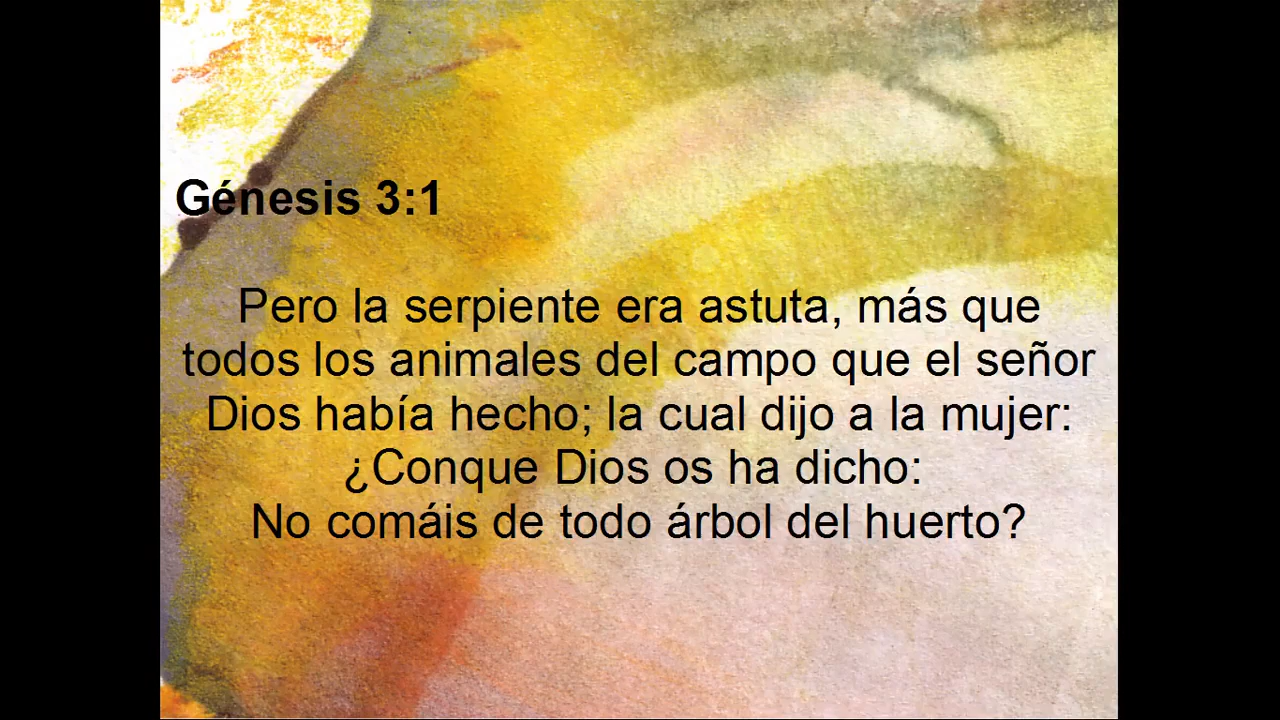 Génesis 3:1
Pero la serpiente era astuta, más que
todos los animales del campo que el señor
Dios había hecho; la cual dijo a la mujer:
¿Conque Dios os ha dicho:
No comáis de todo árbol del huerto?